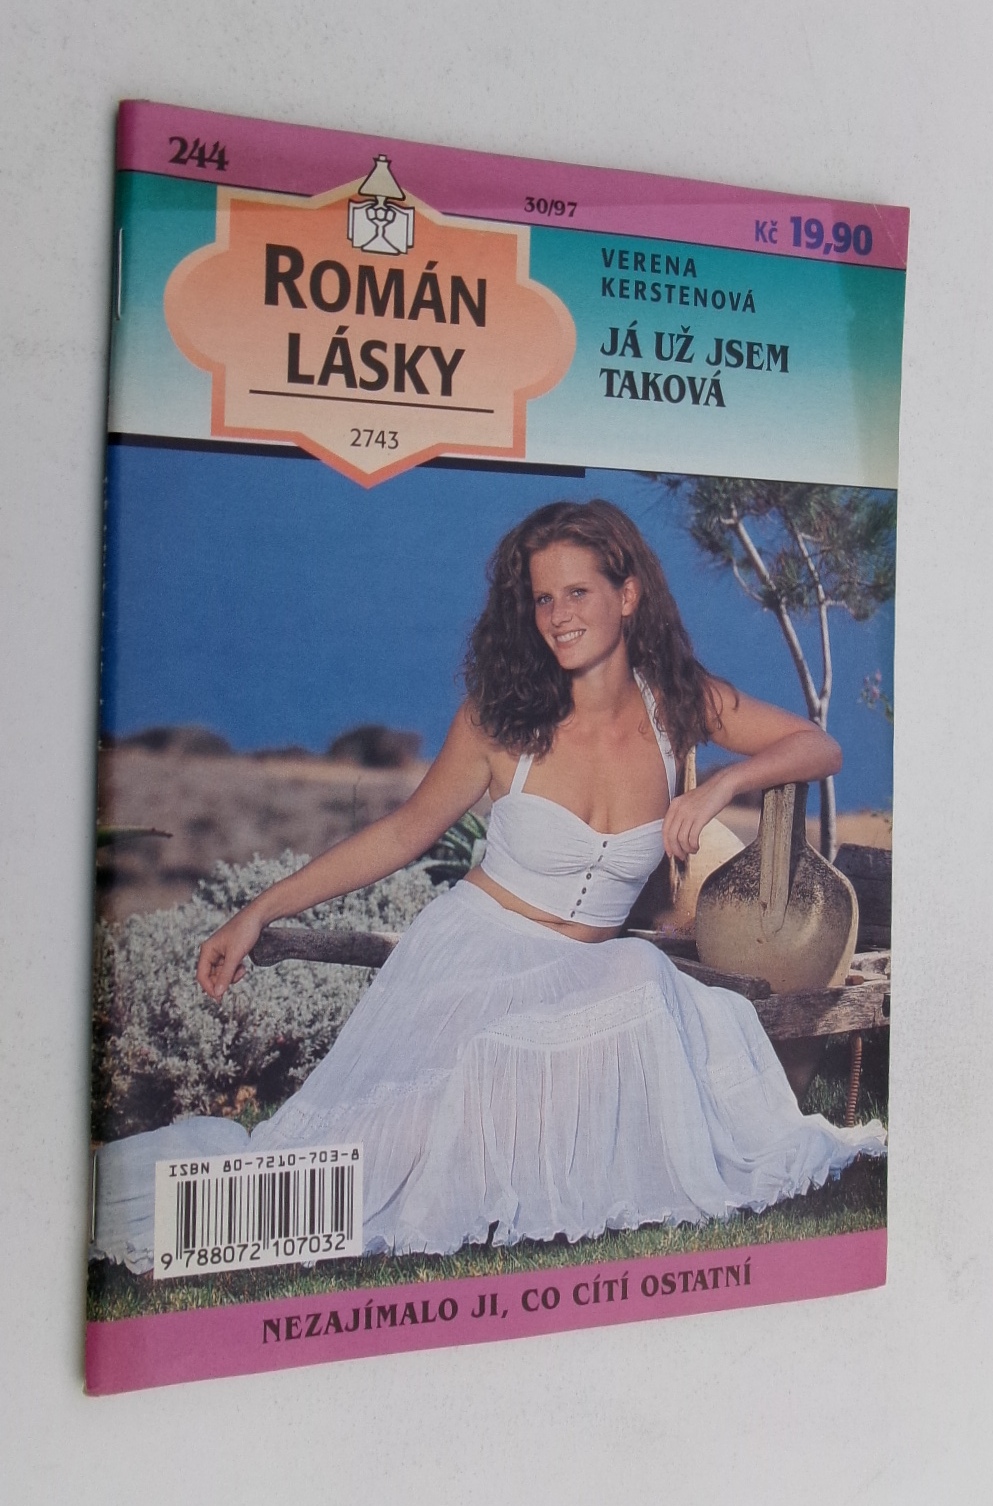 244
30/97
Kč 19,90
ROMÁN
LÁSKY
2743
VERENA
KERSTENOVÁ
JÁ UŽ JSEM
TAKOVÁ
ISBN 80-7210-703-8
9 788072 107032
NEZAJÍMALO JI, CO CÍTÍ OSTATNÍ